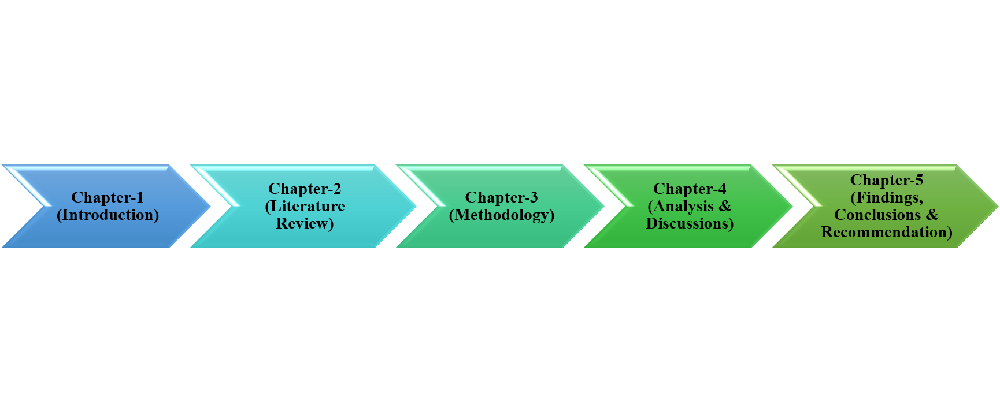 Chapter-1
(Introduction)
Chapter-2
(Literature
Review)
Chapter-3
(Methodology)
Chapter-4
(Analysis &
Discussions)
Chapter-5
(Findings,
Conclusions &
Recommendation)